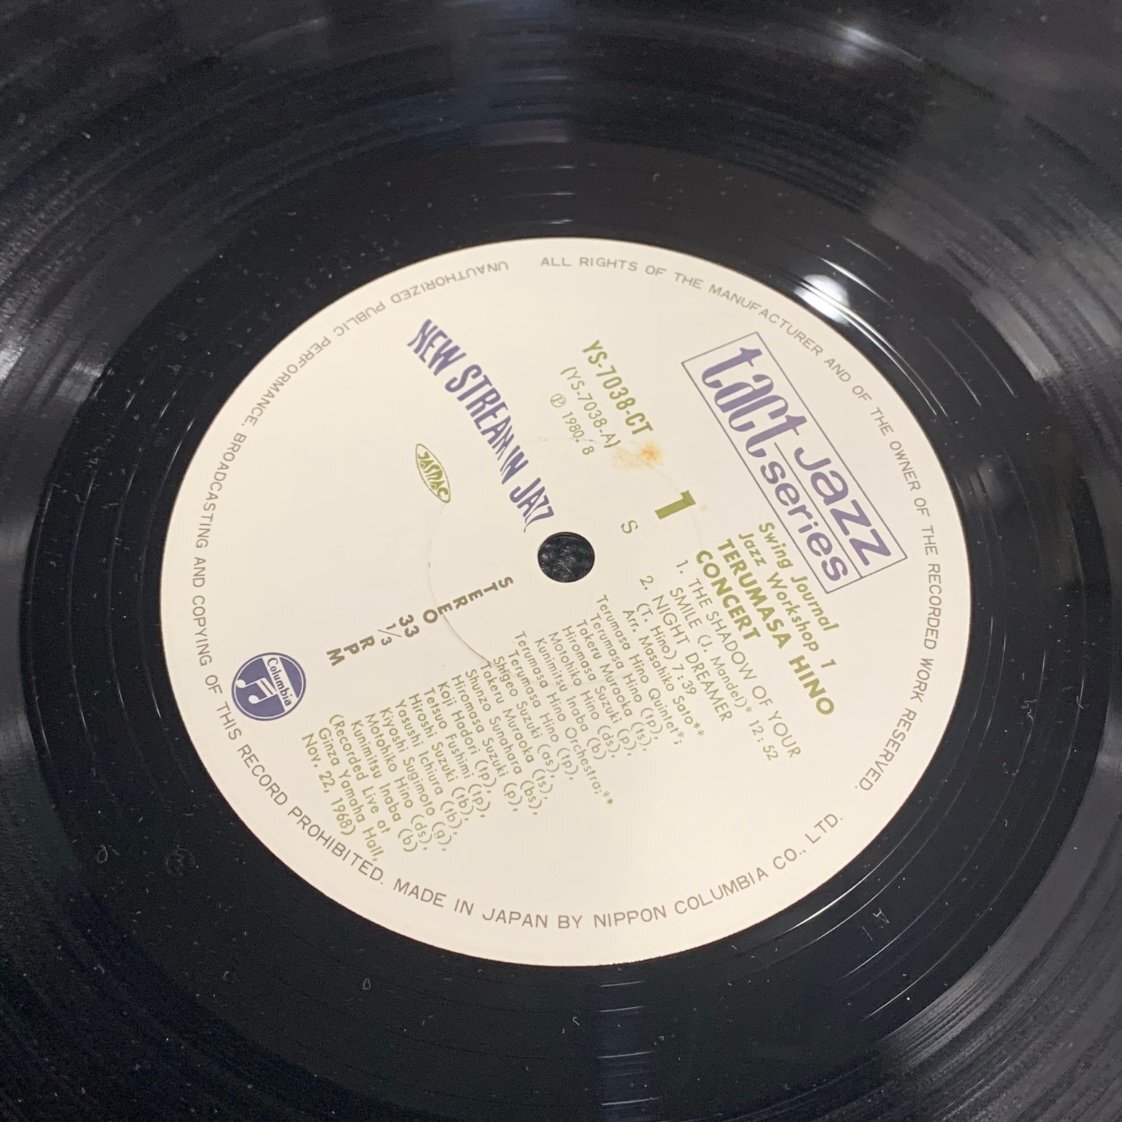 tact jazz
series
Swing Journal
Jazz Workshop 1
TERUMASA HINO
CONCERT
YS-7038-CT
(YS-7038-A)
℗ 1980. 8
1
S
1. THE SHADOW OF YOUR
SMILE (J. Mandel)* 12:52
2. NIGHT DREAMER
(T. Hino) 7:39
Arr. Masahiko Sato**
Terumasa Hino Quintet*;
Terumasa Hino (tp),
Takeru Muraoka (ts),
Hiromasa Suzuki (p),
Motohiko Hino (ds),
Kunimitsu Inaba (b)
Terumasa Hino Orchestra;**
Terumasa Hino (tp),
Shigeo Suzuki (as),
Takeru Muraoka (ts),
Shunzo Sunahara (bs),
Hiromasa Suzuki (p),
Koji Hadori (tp),
Tetsuo Fushimi (tp)
Hiroshi Suzuki (tb),
Yasushi Ichiura (tb),
Kiyoshi Sugimoto (g),
Motohiko Hino (ds),
Kunimitsu Inaba (b)
(Recorded Live at
Ginza Yamaha Hall,
Nov. 22, 1968)
NEW STREAM IN JAZZ
JASRAC
STEREO
33 1/3 RPM
Columbia
ALL RIGHTS OF THE MANUFACTURER AND OF THE OWNER OF THE RECORDED WORK RESERVED.
UNAUTHORIZED PUBLIC PERFORMANCE, BROADCASTING AND COPYING OF THIS RECORD PROHIBITED. MADE IN JAPAN BY NIPPON COLUMBIA CO., LTD.